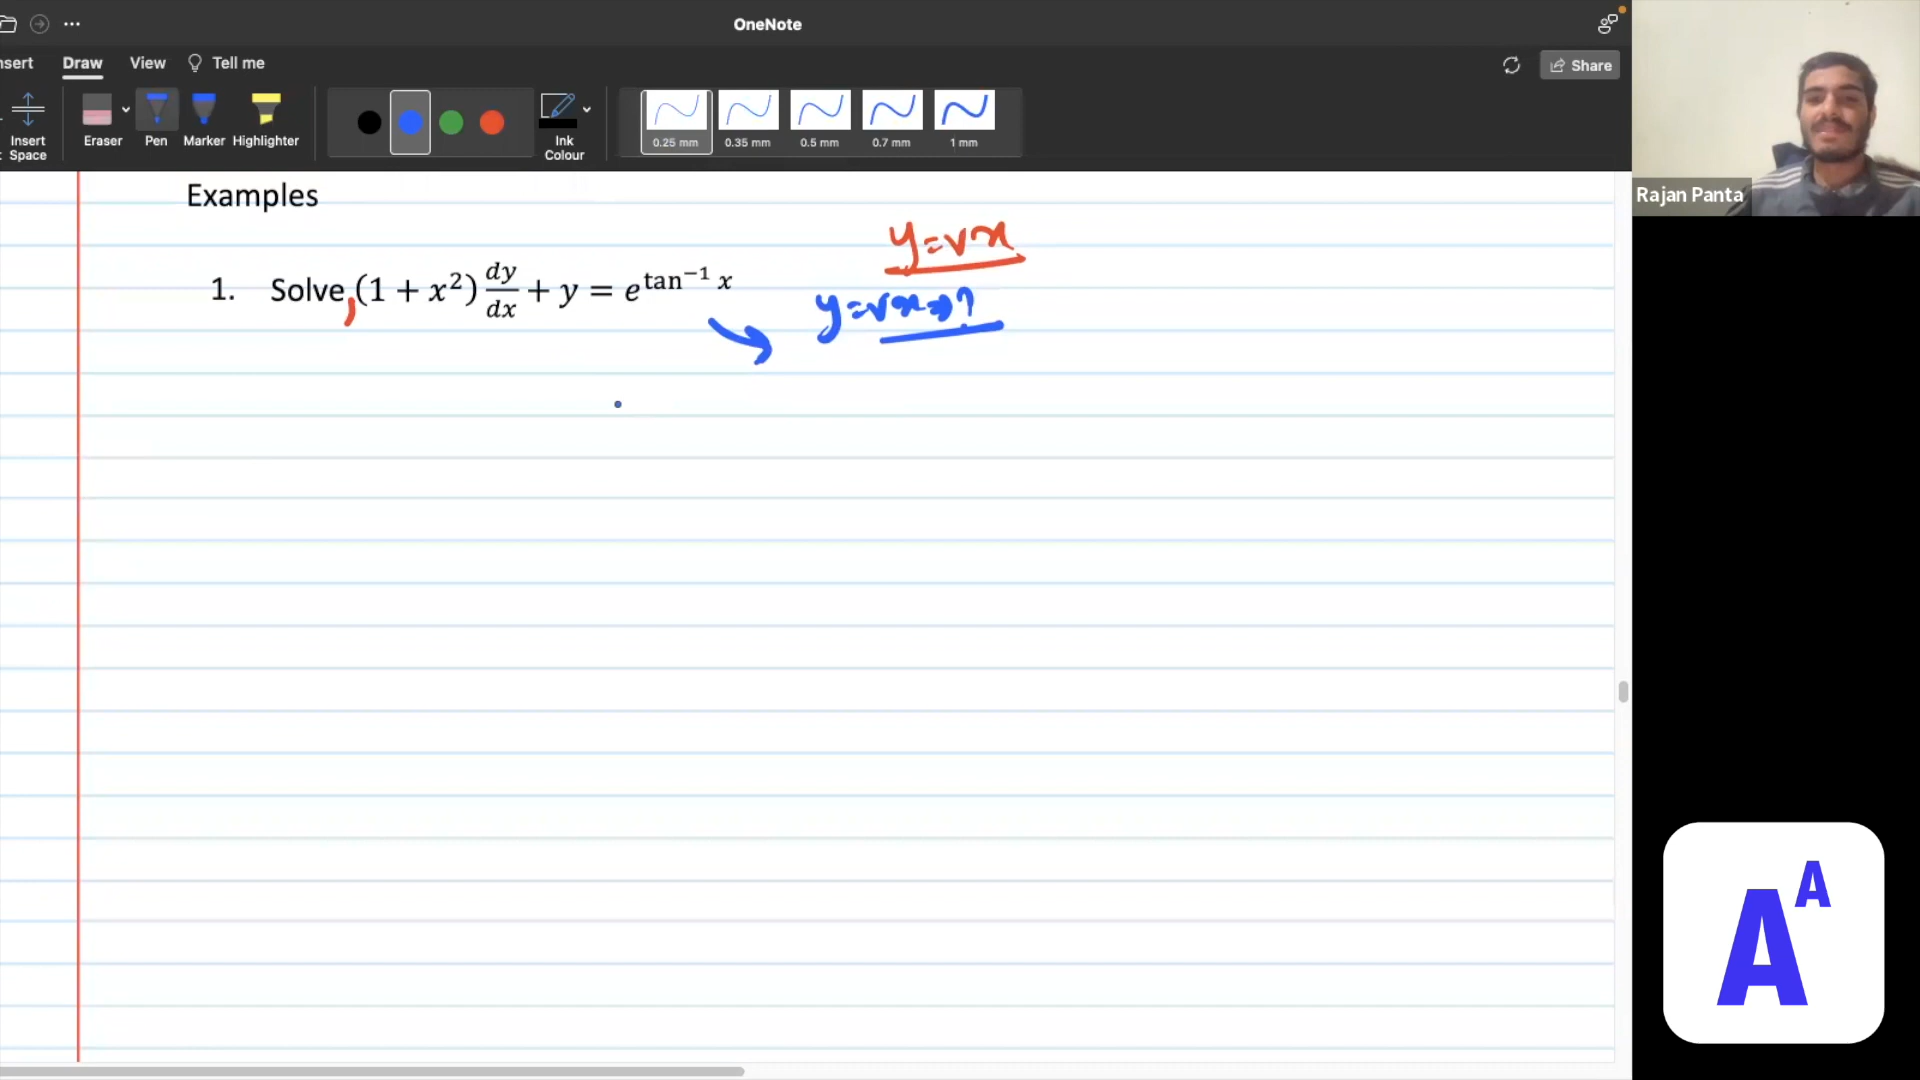 OneNote
nsert Draw View Tell me
Share
Insert Space
Eraser
Pen
Marker
Highlighter
Ink Colour
0.25 mm
0.35 mm
0.5 mm
0.7 mm
1 mm
Rajan Panta
Examples
y=vx
1. Solve,(1 + x²) dy/dx + y = e^(tan⁻¹ x)
y=vx⇒?
A^A